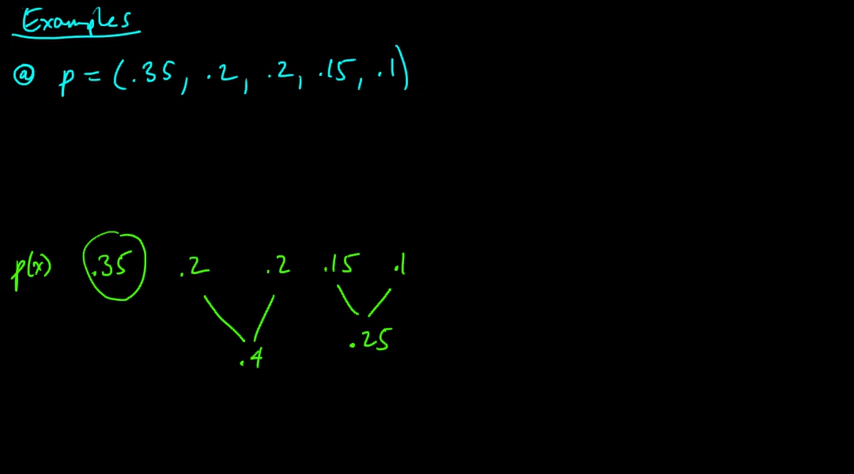 Examples
ⓐ p = (.35, .2, .2, .15, .1)
p(x) .35 .2 .2 .15 .1
.25
.4